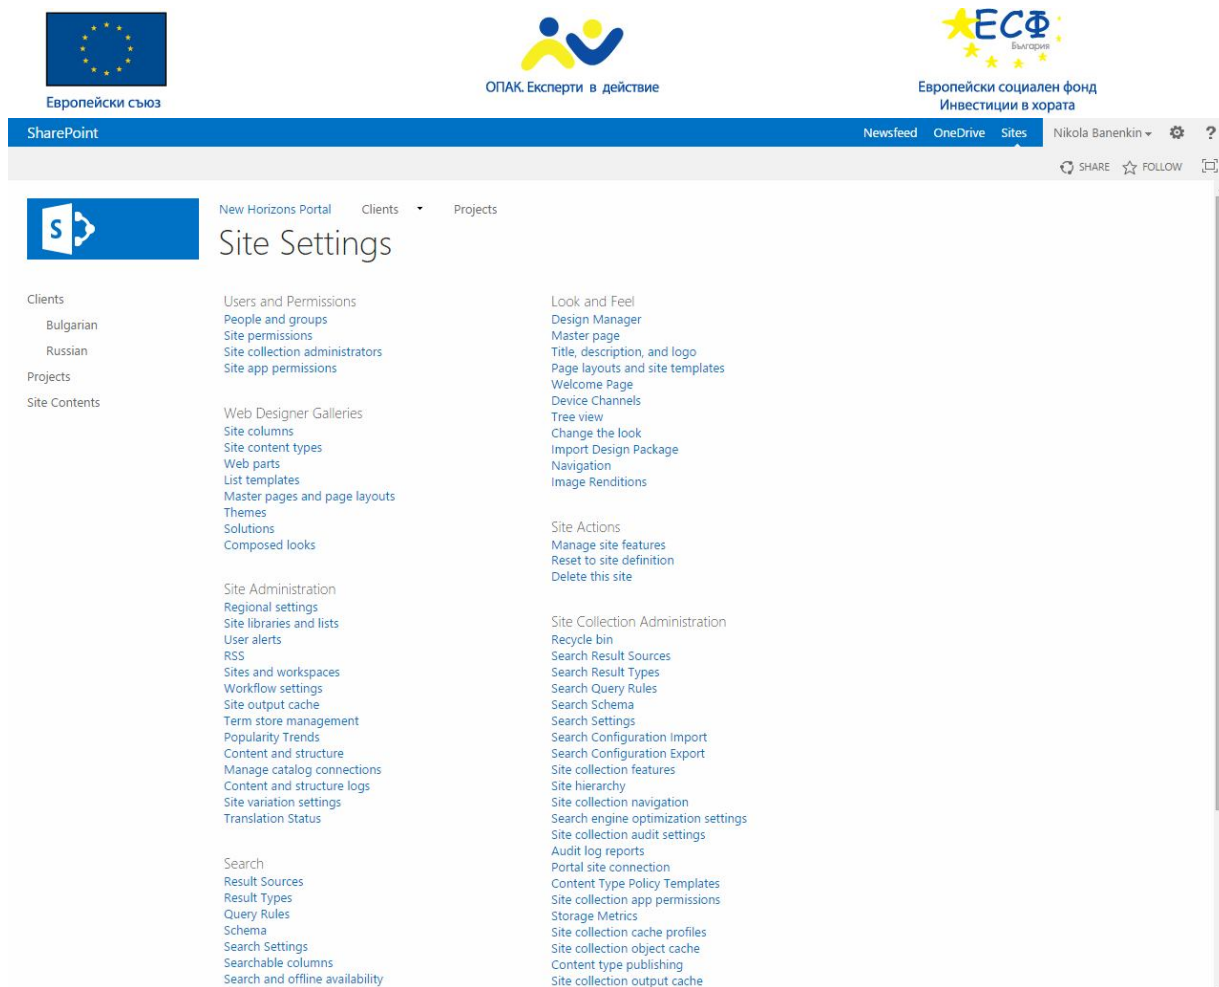 ЕСФ
България
Европейски съюз
ОПАК. Експерти в действие
Европейски социален фонд
Инвестиции в хората
SharePoint
Newsfeed OneDrive Sites Nikola Banenkin ?
SHARE FOLLOW
S
New Horizons Portal Clients Projects
Site Settings
Clients
Bulgarian
Russian
Projects
Site Contents
Users and Permissions
People and groups
Site permissions
Site collection administrators
Site app permissions
Web Designer Galleries
Site columns
Site content types
Web parts
List templates
Master pages and page layouts
Themes
Solutions
Composed looks
Site Administration
Regional settings
Site libraries and lists
User alerts
RSS
Sites and workspaces
Workflow settings
Site output cache
Term store management
Popularity Trends
Content and structure
Manage catalog connections
Content and structure logs
Site variation settings
Translation Status
Search
Result Sources
Result Types
Query Rules
Schema
Search Settings
Searchable columns
Search and offline availability
Look and Feel
Design Manager
Master page
Title, description, and logo
Page layouts and site templates
Welcome Page
Device Channels
Tree view
Change the look
Import Design Package
Navigation
Image Renditions
Site Actions
Manage site features
Reset to site definition
Delete this site
Site Collection Administration
Recycle bin
Search Result Sources
Search Result Types
Search Query Rules
Search Schema
Search Settings
Search Configuration Import
Search Configuration Export
Site collection features
Site hierarchy
Site collection navigation
Search engine optimization settings
Site collection audit settings
Audit log reports
Portal site connection
Content Type Policy Templates
Site collection app permissions
Storage Metrics
Site collection cache profiles
Site collection object cache
Content type publishing
Site collection output cache